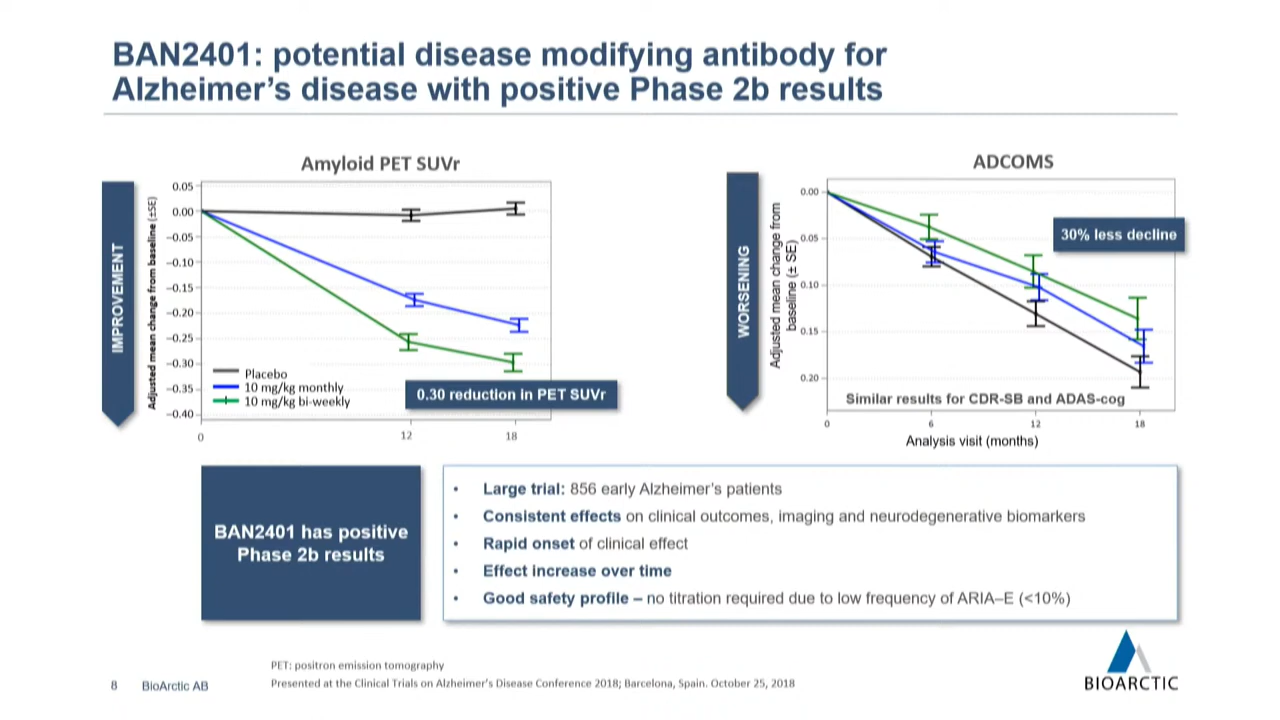 BAN2401: potential disease modifying antibody for
Alzheimer's disease with positive Phase 2b results
Amyloid PET SUVr
IMPROVEMENT
Adjusted mean change from baseline (±SE)
0.05
0.00
−0.05
−0.10
−0.15
−0.20
−0.25
−0.30
−0.35
−0.40
Placebo
10 mg/kg monthly
10 mg/kg bi-weekly
0.30 reduction in PET SUVr
0 12 18
ADCOMS
WORSENING
Adjusted mean change from
baseline (± SE)
0.00
0.05
0.10
0.15
0.20
30% less decline
Similar results for CDR-SB and ADAS-cog
0 6 12 18
Analysis visit (months)
BAN2401 has positive
Phase 2b results
• Large trial: 856 early Alzheimer's patients
• Consistent effects on clinical outcomes, imaging and neurodegenerative biomarkers
• Rapid onset of clinical effect
• Effect increase over time
• Good safety profile – no titration required due to low frequency of ARIA–E (<10%)
PET: positron emission tomography
Presented at the Clinical Trials on Alzheimer's Disease Conference 2018; Barcelona, Spain. October 25, 2018
8 BioArctic AB
BIOARCTIC